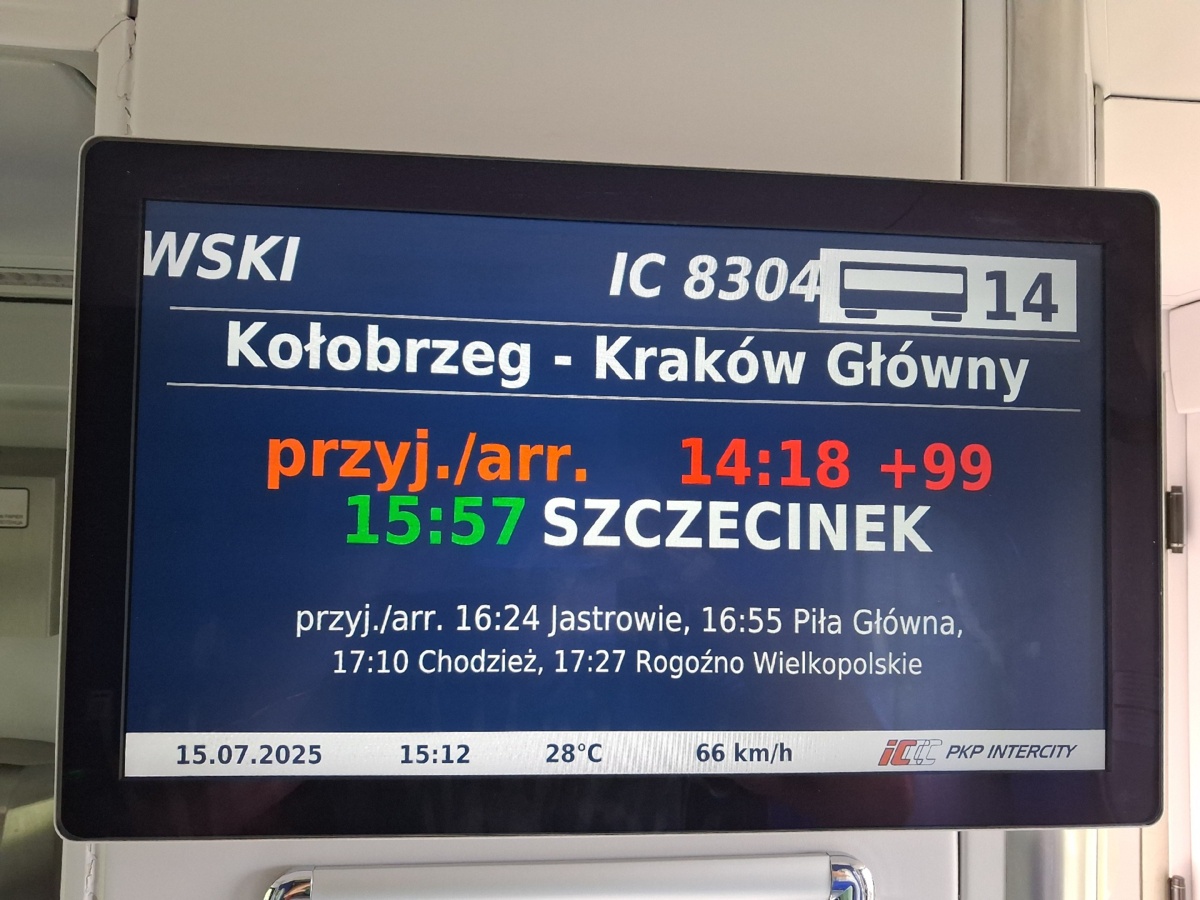 WSKI IC 8304 14
Kołobrzeg - Kraków Główny
przyj./arr. 14:18 +99
15:57 SZCZECINEK
przyj./arr. 16:24 Jastrowie, 16:55 Piła Główna,
17:10 Chodzież, 17:27 Rogoźno Wielkopolskie
15.07.2025 15:12 28°C 66 km/h IC PKP INTERCITY